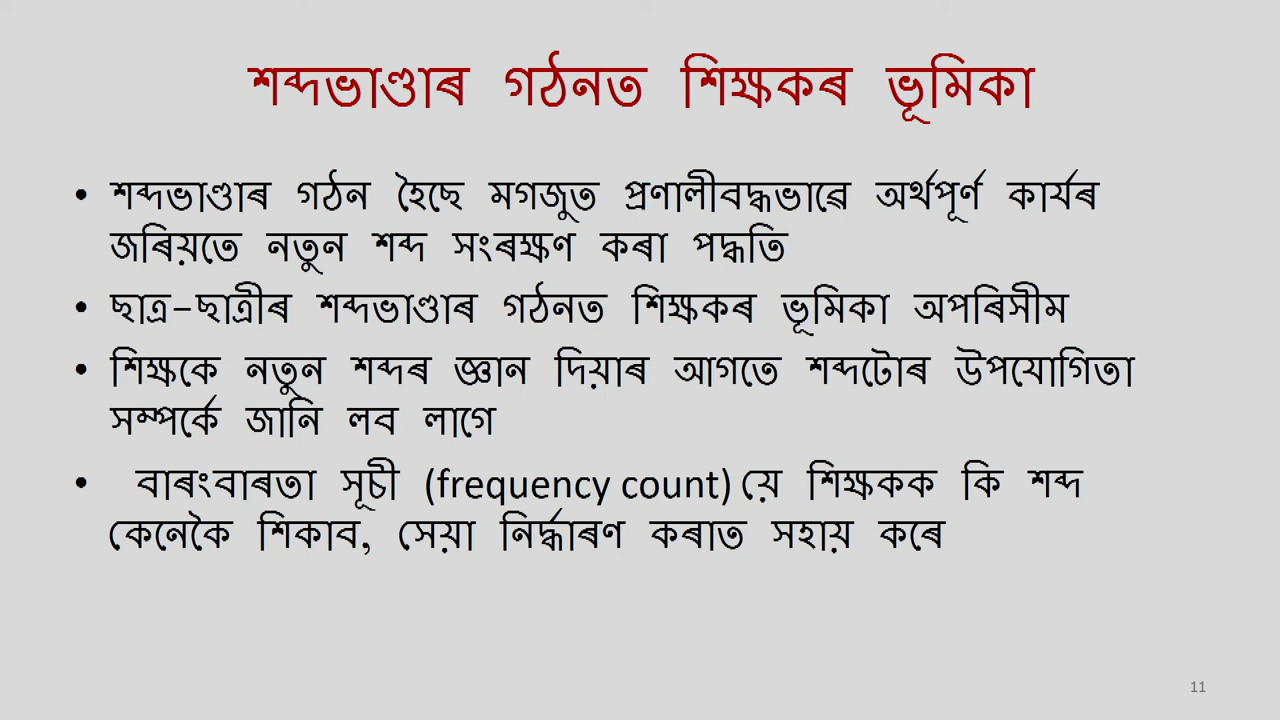 শব্দভাণ্ডাৰ গঠনত শিক্ষকৰ ভূমিকা
• শব্দভাণ্ডাৰ গঠন হৈছে মগজুত প্ৰণালীবদ্ধভাৱে অৰ্থপূৰ্ণ কাৰ্যৰ
জৰিয়তে নতুন শব্দ সংৰক্ষণ কৰা পদ্ধতি
• ছাত্ৰ-ছাত্ৰীৰ শব্দভাণ্ডাৰ গঠনত শিক্ষকৰ ভূমিকা অপৰিসীম
• শিক্ষকে নতুন শব্দৰ জ্ঞান দিয়াৰ আগতে শব্দটোৰ উপযোগিতা
সম্পৰ্কে জানি লব লাগে
• বাৰংবাৰতা সূচী (frequency count) য়ে শিক্ষকক কি শব্দ
কেনেকৈ শিকাব, সেয়া নিৰ্দ্ধাৰণ কৰাত সহায় কৰে
11